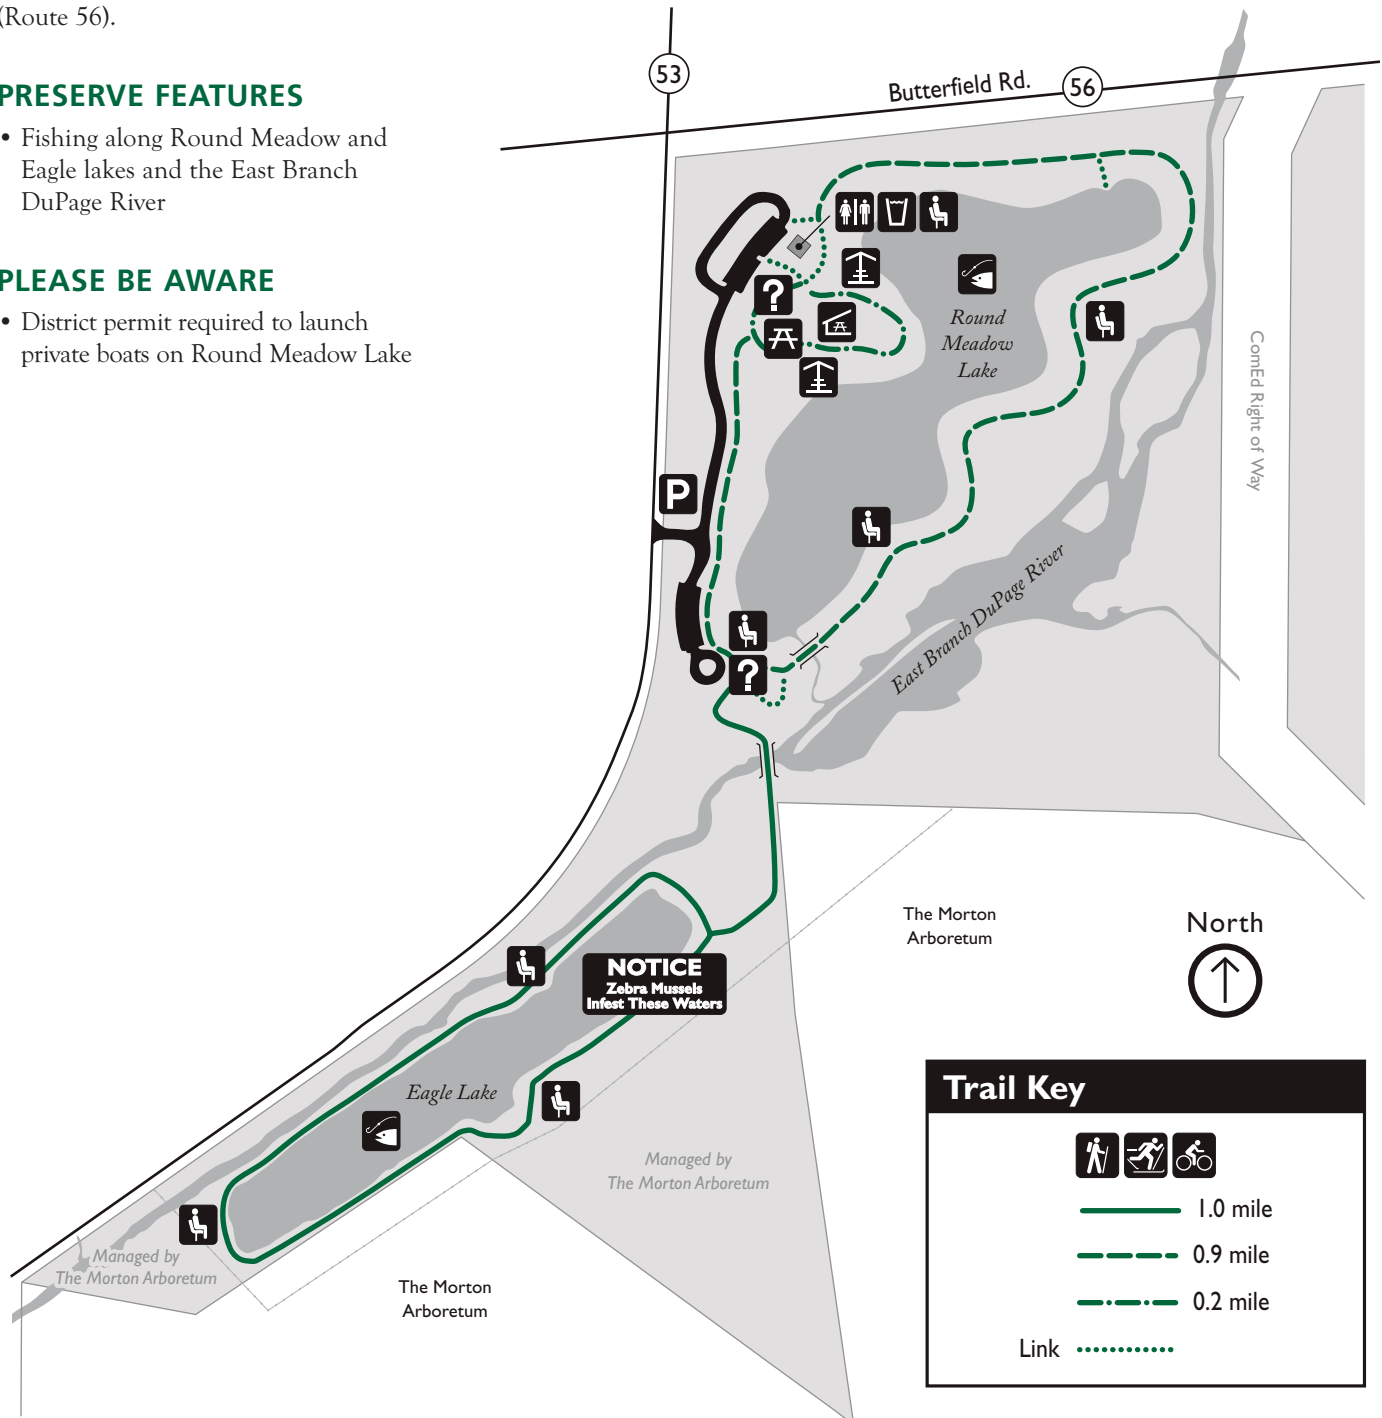 (Route 56).
PRESERVE FEATURES
• Fishing along Round Meadow and
Eagle lakes and the East Branch
DuPage River
PLEASE BE AWARE
• District permit required to launch
private boats on Round Meadow Lake
53
Butterfield Rd.
56
?
Round
Meadow
Lake
ComEd Right of Way
P
East Branch DuPage River
?
The Morton
Arboretum
North
NOTICE
Zebra Mussels
Infest These Waters
Eagle Lake
Managed by
The Morton Arboretum
Managed by
The Morton Arboretum
The Morton
Arboretum
Trail Key
1.0 mile
0.9 mile
0.2 mile
Link